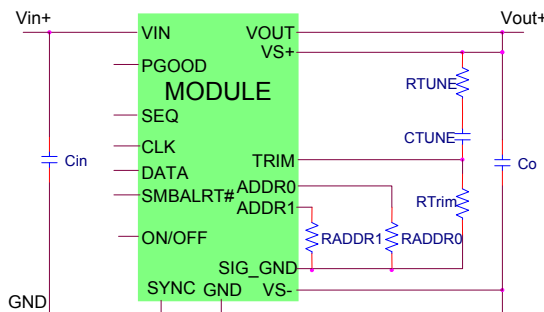 Vin+
Vout+
VIN
VOUT
VS+
PGOOD
RTUNE
MODULE
SEQ
CTUNE
CLK
TRIM
Cin
Co
DATA
ADDR0
SMBALRT#
RTrim
ADDR1
ON/OFF
RADDR1
RADDR0
SIG_GND
SYNC
GND
VS-
GND